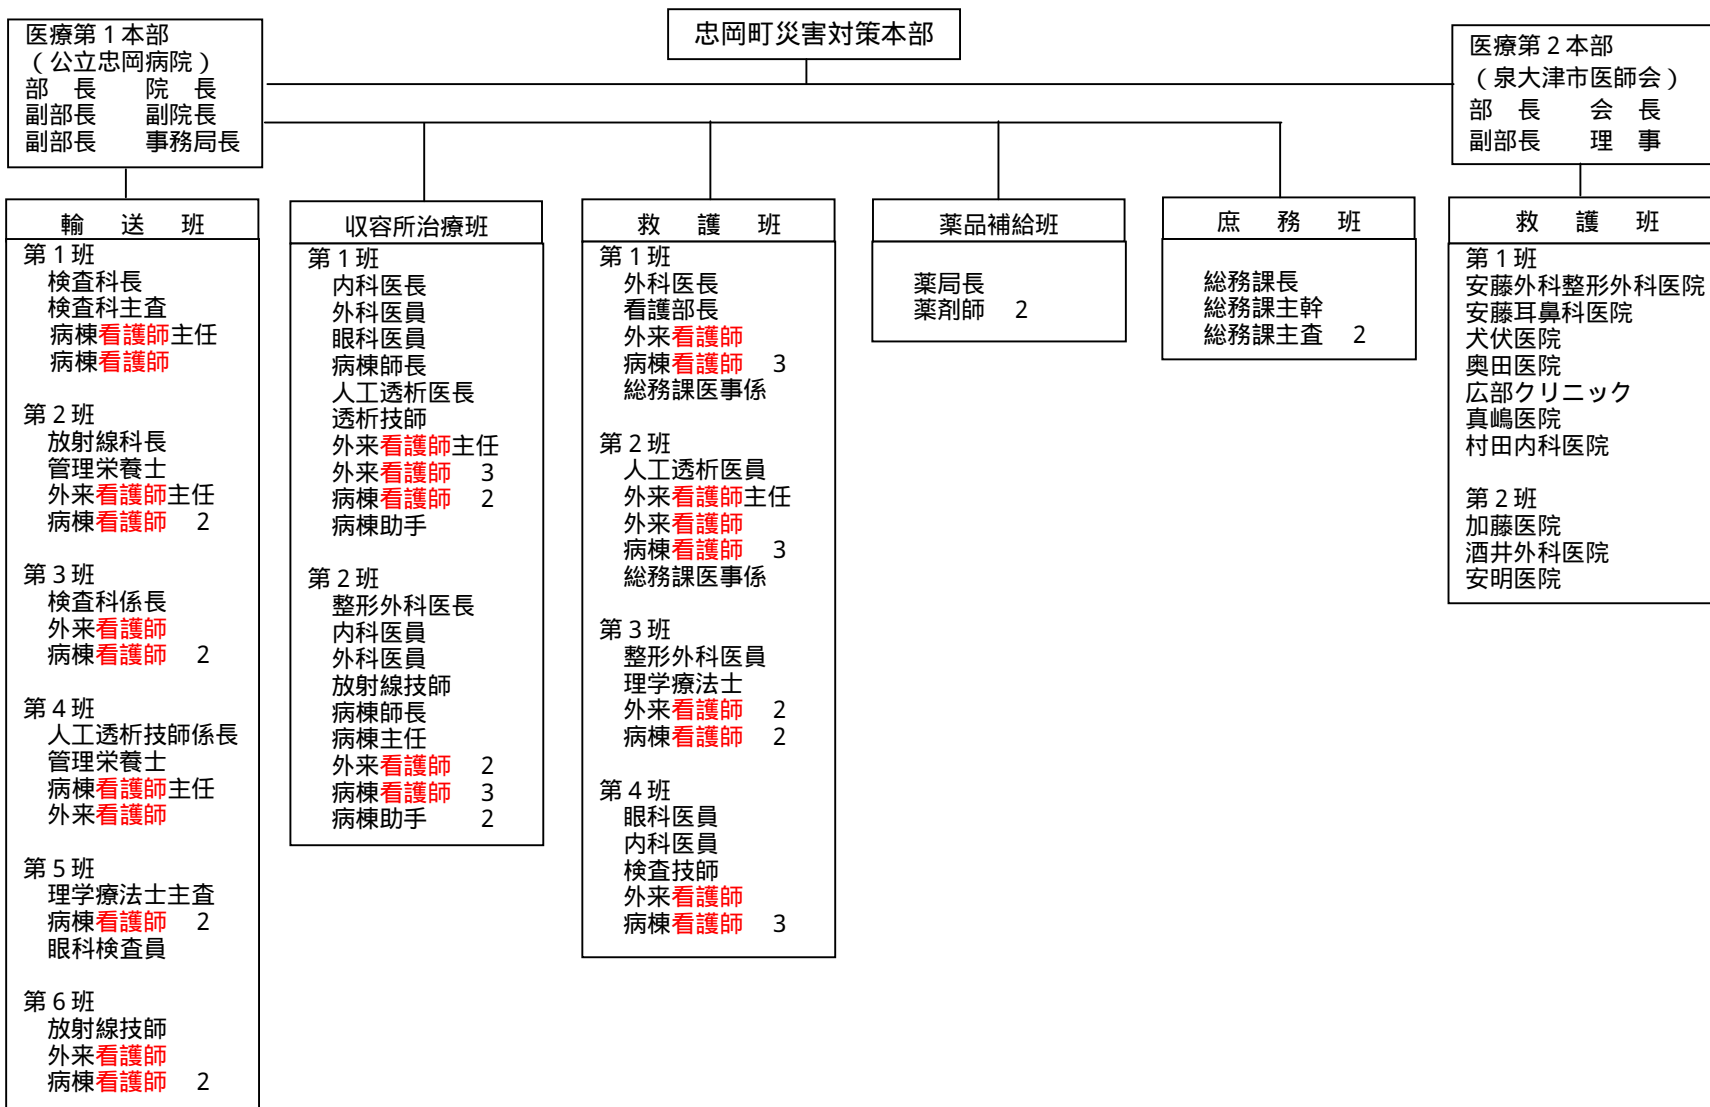 忠岡町災害対策本部
医療第1本部
(公立忠岡病院)
部 長  院 長
副部長  副院長
副部長  事務局長
医療第2本部
(泉大津市医師会)
部 長  会 長
副部長  理 事
輸 送 班
第1班
検査科長
検査科主査
病棟看護師主任
病棟看護師
第2班
放射線科長
管理栄養士
外来看護師主任
病棟看護師 2
第3班
検査科係長
外来看護師
病棟看護師 2
第4班
人工透析技師係長
管理栄養士
病棟看護師主任
外来看護師
第5班
理学療法士主査
病棟看護師 2
眼科検査員
第6班
放射線技師
外来看護師
病棟看護師 2
収容所治療班
第1班
内科医長
外科医員
眼科医員
病棟師長
人工透析医長
透析技師
外来看護師主任
外来看護師 3
病棟看護師 2
病棟助手
第2班
整形外科医長
内科医員
外科医員
放射線技師
病棟師長
病棟主任
外来看護師 2
病棟看護師 3
病棟助手 2
救 護 班
第1班
外科医長
看護部長
外来看護師
病棟看護師 3
総務課医事係
第2班
人工透析医員
外来看護師主任
外来看護師
病棟看護師 3
総務課医事係
第3班
整形外科医員
理学療法士
外来看護師 2
病棟看護師 2
第4班
眼科医員
内科医員
検査技師
外来看護師
病棟看護師 3
薬品補給班
薬局長
薬剤師 2
庶 務 班
総務課長
総務課主幹
総務課主査 2
救 護 班
第1班
安藤外科整形外科医院
安藤耳鼻科医院
犬伏医院
奥田医院
広部クリニック
真嶋医院
村田内科医院
第2班
加藤医院
酒井外科医院
安明医院